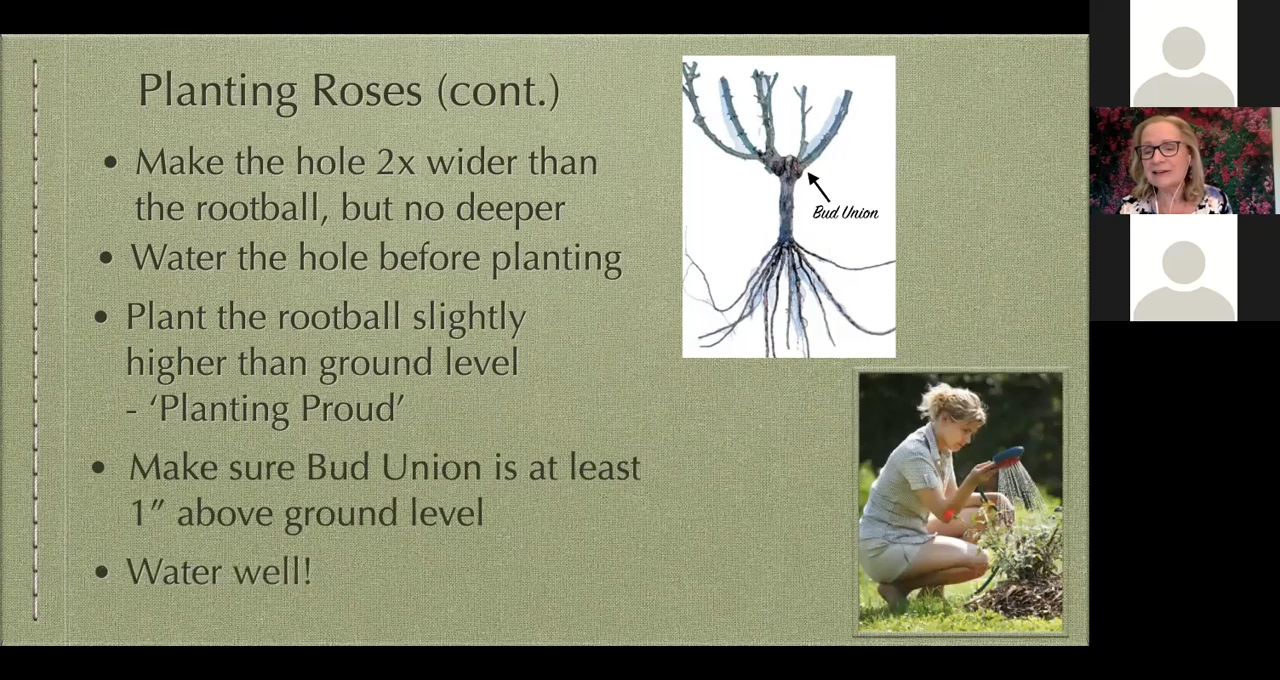 Planting Roses (cont.)
• Make the hole 2x wider than
the rootball, but no deeper
• Water the hole before planting
• Plant the rootball slightly
higher than ground level
- ‘Planting Proud’
• Make sure Bud Union is at least
1” above ground level
• Water well!
Bud Union